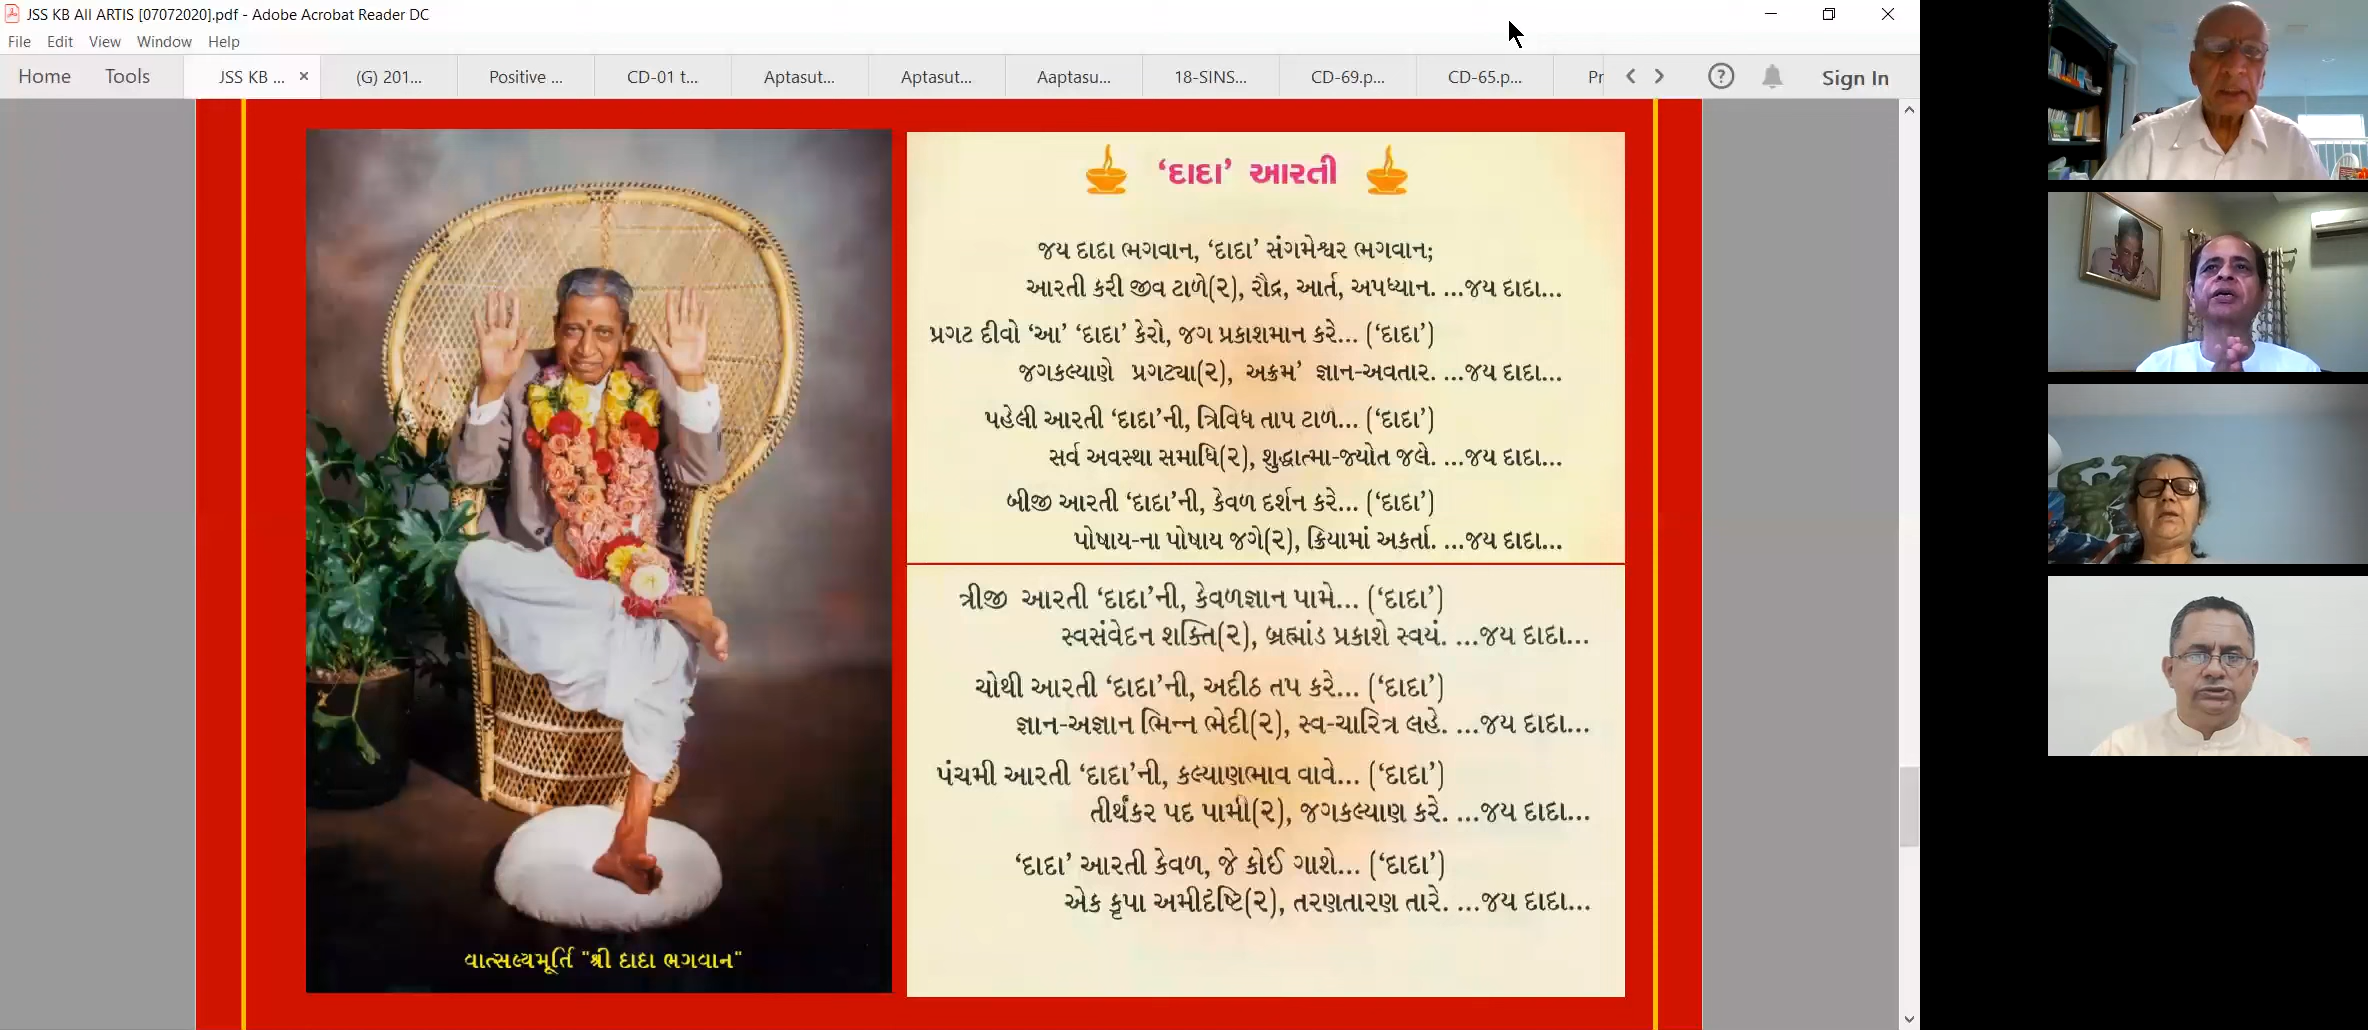 JSS KB All ARTIS [07072020].pdf - Adobe Acrobat Reader DC
File Edit View Window Help
Home Tools JSS KB ... (G) 201... Positive ... CD-01 t... Aptasut... Aptasut... Aaptasu... 18-SINS... CD-69.p... CD-65.p... Pr Sign In
‘દાદા’ આરતી
જય દાદા ભગવાન, ‘દાદા’ સંગમેશ્વર ભગવાન;
આરતી કરી જીવ ટાળે(૨), રૌદ્ર, આર્ત, અપધ્યાન. ...જય દાદા...
પ્રગટ દીવો ‘આ’ ‘દાદા’ કેરો, જગ પ્રકાશમાન કરે... (‘દાદા’)
જગકલ્યાણે પ્રગટ્યા(૨), અક્રમ’ જ્ઞાન-અવતાર. ...જય દાદા...
પહેલી આરતી ‘દાદા’ની, ત્રિવિધ તાપ ટાળે... (‘દાદા’)
સર્વ અવસ્થા સમાધિ(૨), શુદ્ધાત્મા-જ્યોત જલે. ...જય દાદા...
બીજી આરતી ‘દાદા’ની, કેવળ દર્શન કરે... (‘દાદા’)
પોષાય-ના પોષાય જગે(૨), ક્રિયામાં અકર્તા. ...જય દાદા...
ત્રીજી આરતી ‘દાદા’ની, કેવળજ્ઞાન પામે... (‘દાદા’)
સ્વસંવેદન શક્તિ(૨), બ્રહ્માંડ પ્રકાશે સ્વયં. ...જય દાદા...
ચોથી આરતી ‘દાદા’ની, અદીઠ તપ કરે... (‘દાદા’)
જ્ઞાન-અજ્ઞાન ભિન્ન ભેદી(૨), સ્વ-ચારિત્ર લહે. ...જય દાદા...
પંચમી આરતી ‘દાદા’ની, કલ્યાણભાવ વાવે... (‘દાદા’)
તીર્થંકર પદ પામી(૨), જગકલ્યાણ કરે. ...જય દાદા...
‘દાદા’ આરતી કેવળ, જે કોઈ ગાશે... (‘દાદા’)
એક કૃપા અમીદૃષ્ટિ(૨), તરણતારણ તારે. ...જય દાદા...
વાત્સલ્યમૂર્તિ "શ્રી દાદા ભગવાન"